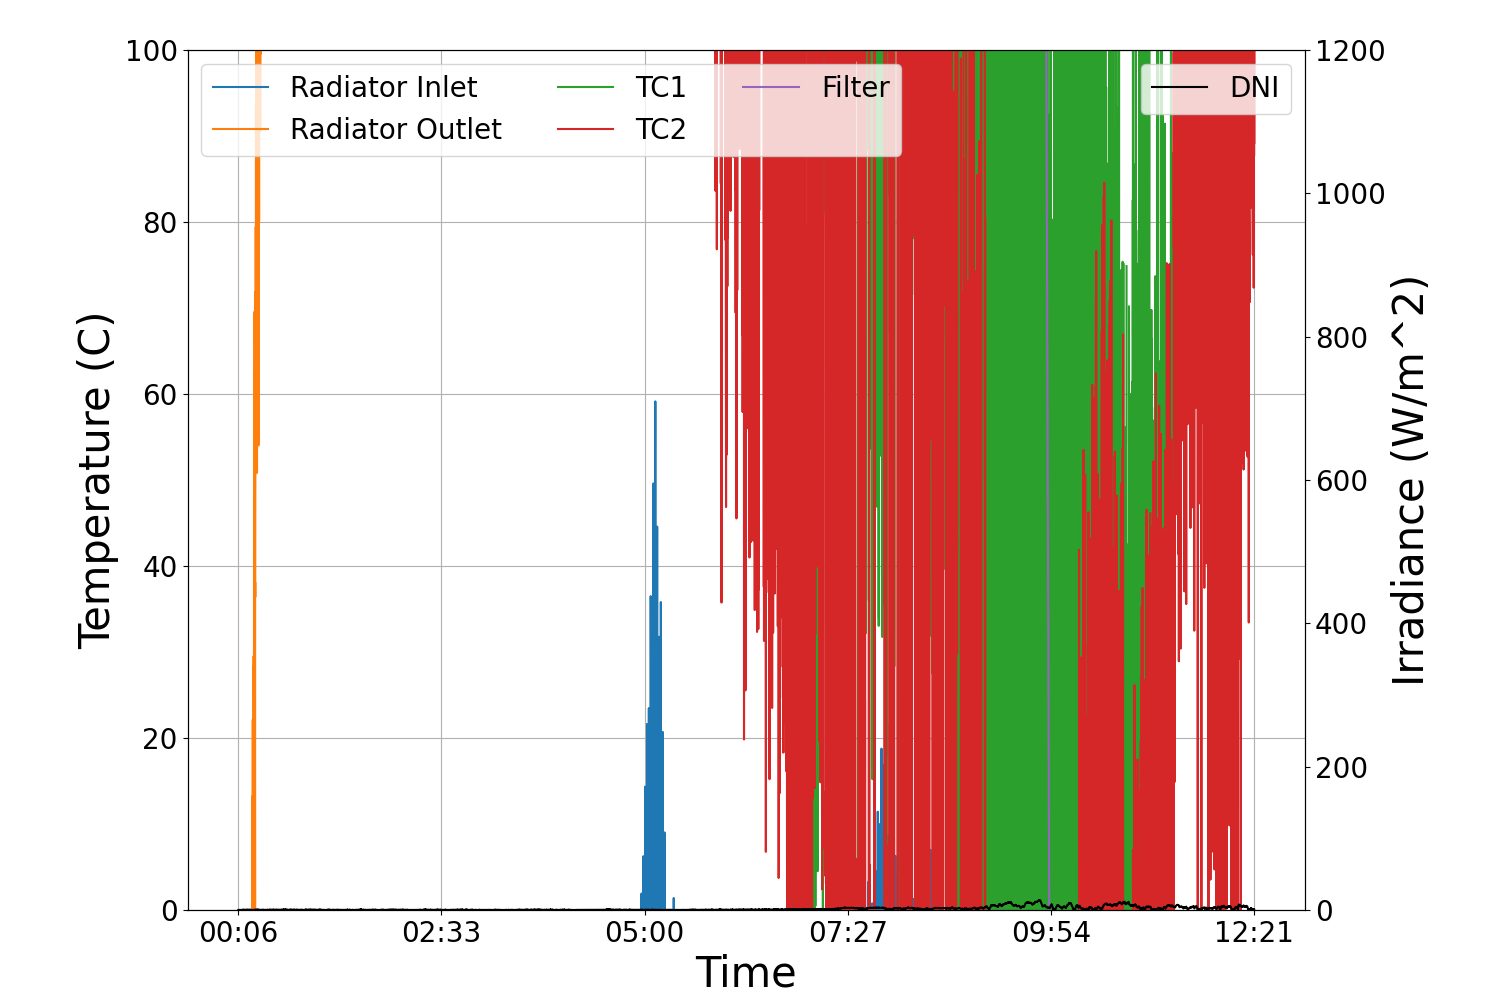 100
80
60
40
20
0
Temperature (C)
Radiator Inlet
Radiator Outlet
TC1
TC2
Filter
DNI
1200
1000
800
600
400
200
0
Irradiance (W/m^2)
00:06
02:33
05:00
07:27
09:54
12:21
Time